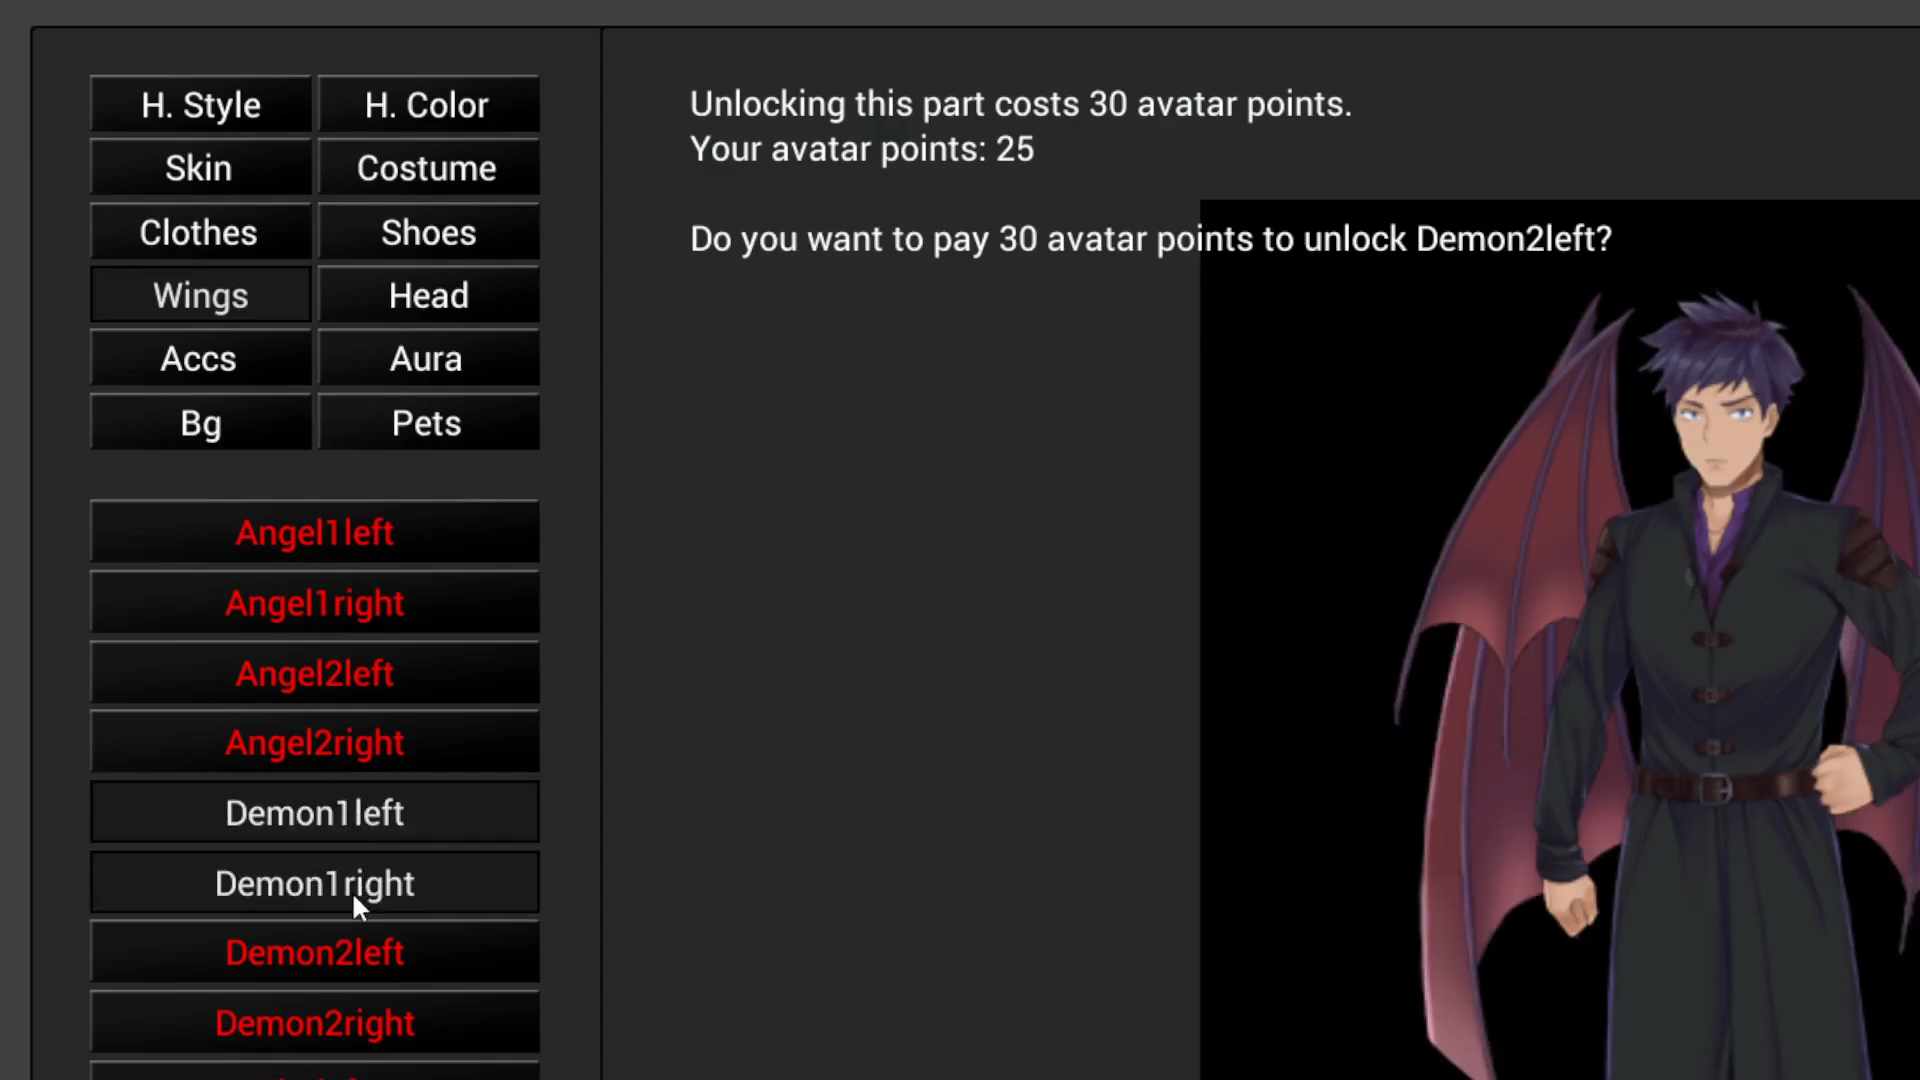 H. Style
H. Color
Skin
Costume
Clothes
Shoes
Wings
Head
Accs
Aura
Bg
Pets
Angel1left
Angel1right
Angel2left
Angel2right
Demon1left
Demon1right
Demon2left
Demon2right
Unlocking this part costs 30 avatar points.
Your avatar points: 25
Do you want to pay 30 avatar points to unlock Demon2left?